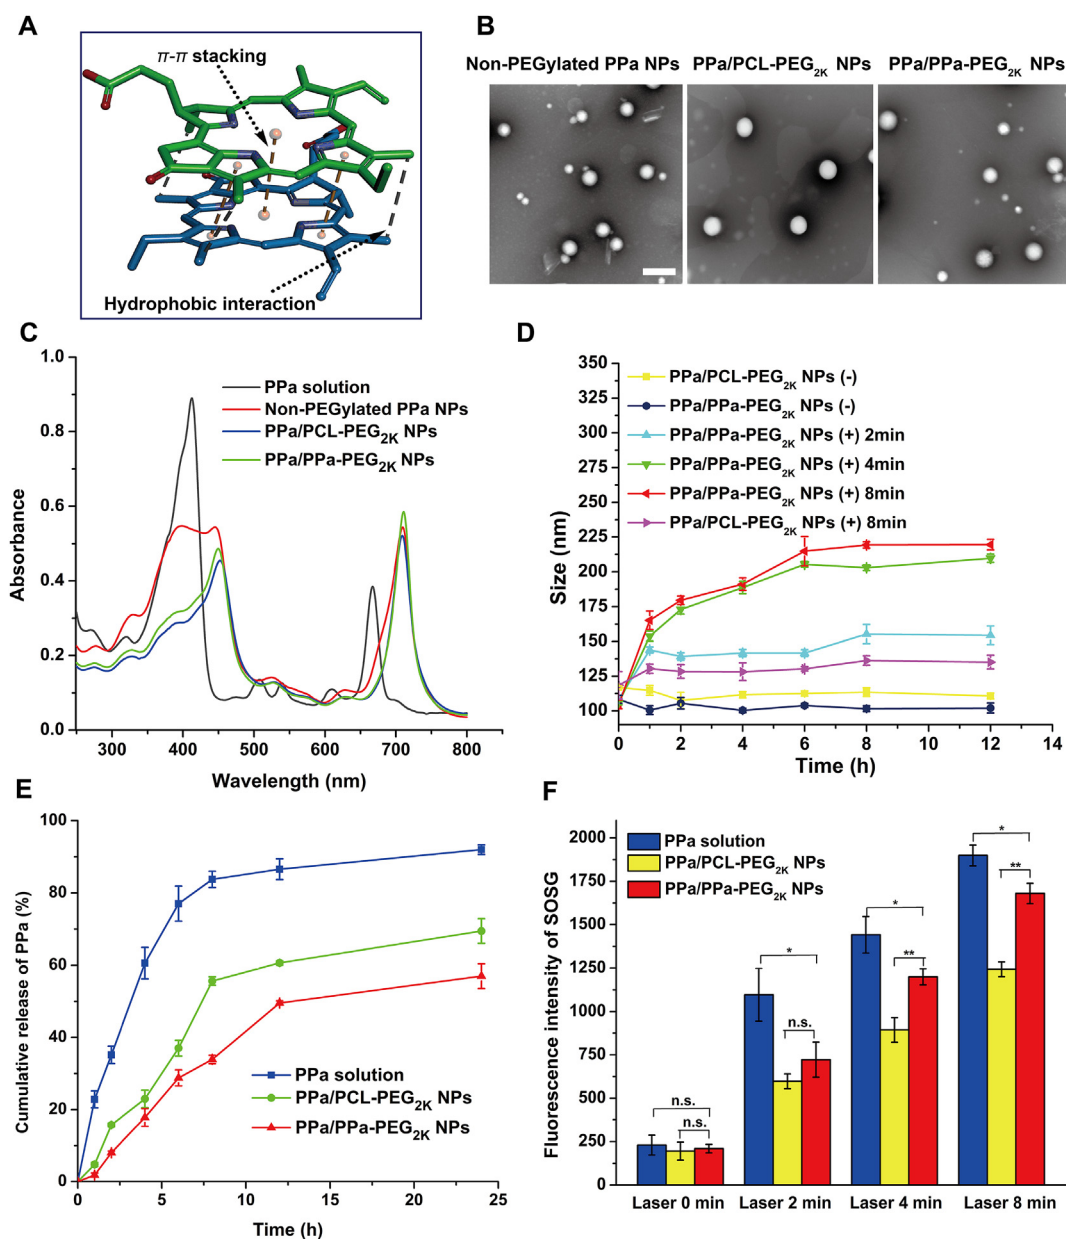 A
π-π stacking
Hydrophobic interaction
B
Non-PEGylated PPa NPs PPa/PCL-PEG2K NPs PPa/PPa-PEG2K NPs
C
1.0
0.8
0.6
0.4
0.2
0.0
Absorbance
PPa solution
Non-PEGylated PPa NPs
PPa/PCL-PEG2K NPs
PPa/PPa-PEG2K NPs
300 400 500 600 700 800
Wavelength (nm)
D
350
325
300
275
250
225
200
175
150
125
100
Size (nm)
PPa/PCL-PEG2K NPs (-)
PPa/PPa-PEG2K NPs (-)
PPa/PPa-PEG2K NPs (+) 2min
PPa/PPa-PEG2K NPs (+) 4min
PPa/PPa-PEG2K NPs (+) 8min
PPa/PCL-PEG2K NPs (+) 8min
0 2 4 6 8 10 12 14
Time (h)
E
100
80
60
40
20
0
Cumulative release of PPa (%)
PPa solution
PPa/PCL-PEG2K NPs
PPa/PPa-PEG2K NPs
0 5 10 15 20 25
Time (h)
F
2000
1750
1500
1250
1000
750
500
250
0
Fluorescence intensity of SOSG
PPa solution
PPa/PCL-PEG2K NPs
PPa/PPa-PEG2K NPs
n.s.
n.s.
*
n.s.
*
**
*
**
Laser 0 min Laser 2 min Laser 4 min Laser 8 min